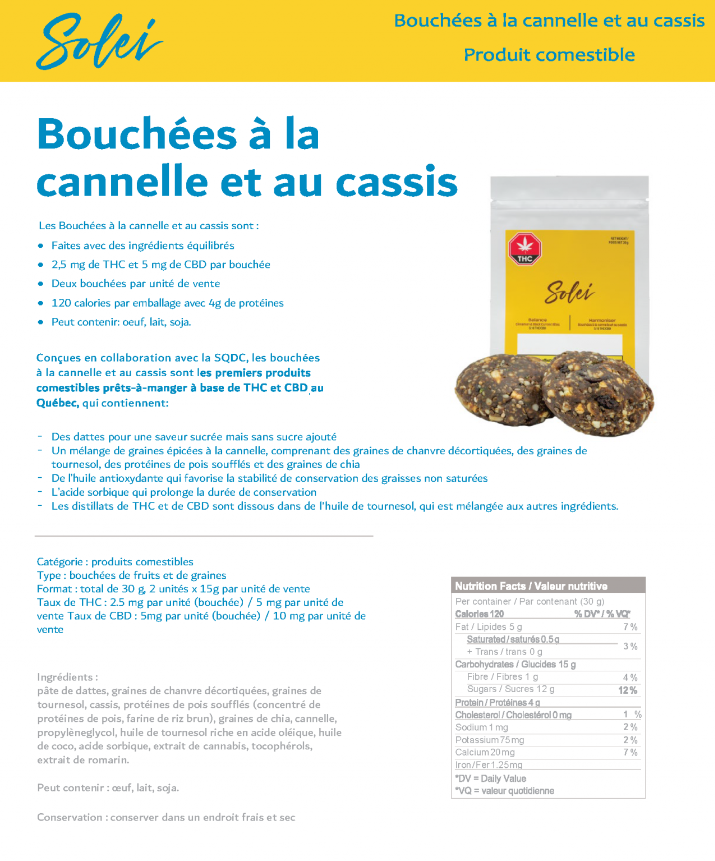 Solei
Bouchées à la cannelle et au cassis
Produit comestible
Bouchées à la
cannelle et au cassis
Les Bouchées à la cannelle et au cassis sont :
• Faites avec des ingrédients équilibrés
• 2,5 mg de THC et 5 mg de CBD par bouchée
• Deux bouchées par unité de vente
• 120 calories par emballage avec 4g de protéines
• Peut contenir: oeuf, lait, soja.
THC
Solei
Conçues en collaboration avec la SQDC, les bouchées
à la cannelle et au cassis sont les premiers produits
comestibles prêts-à-manger à base de THC et CBD au
Québec, qui contiennent:
- Des dattes pour une saveur sucrée mais sans sucre ajouté
- Un mélange de graines épicées à la cannelle, comprenant des graines de chanvre décortiquées, des graines de
tournesol, des protéines de pois soufflés et des graines de chia
- De l'huile antioxydante qui favorise la stabilité de conservation des graisses non saturées
- L'acide sorbique qui prolonge la durée de conservation
- Les distillats de THC et de CBD sont dissous dans de l'huile de tournesol, qui est mélangée aux autres ingrédients.
Catégorie : produits comestibles
Type : bouchées de fruits et de graines
Format : total de 30 g, 2 unités x 15g par unité de vente
Taux de THC : 2.5 mg par unité (bouchée) / 5 mg par unité de
vente Taux de CBD : 5mg par unité (bouchée) / 10 mg par unité de
vente
Ingrédients :
pâte de dattes, graines de chanvre décortiquées, graines de
tournesol, cassis, protéines de pois soufflés (concentré de
protéines de pois, farine de riz brun), graines de chia, cannelle,
propylèneglycol, huile de tournesol riche en acide oléique, huile
de coco, acide sorbique, extrait de cannabis, tocophérols,
extrait de romarin.
Peut contenir : œuf, lait, soja.
Conservation : conserver dans un endroit frais et sec
Nutrition Facts / Valeur nutritive
Per container / Par contenant (30 g)
Calories 120 % DV* / % VQ*
Fat / Lipides 5 g 7 %
Saturated / saturés 0.5 g
+ Trans / trans 0 g 3 %
Carbohydrates / Glucides 15 g
Fibre / Fibres 1 g 4 %
Sugars / Sucres 12 g 12 %
Protein / Protéines 4 g
Cholesterol / Cholestérol 0 mg 1 %
Sodium 1 mg 2 %
Potassium 75 mg 2 %
Calcium 20 mg 7 %
Iron / Fer 1.25mg
*DV = Daily Value
*VQ = valeur quotidienne